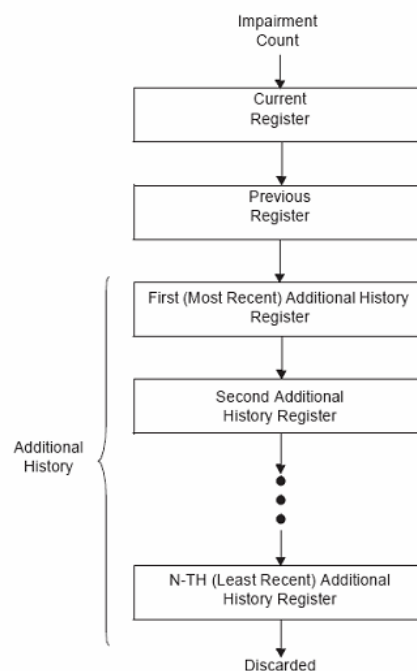 Impairment
Count
Current
Register
Previous
Register
First (Most Recent) Additional History
Register
Second Additional
History Register
Additional
History
N-TH (Least Recent) Additional
History Register
Discarded